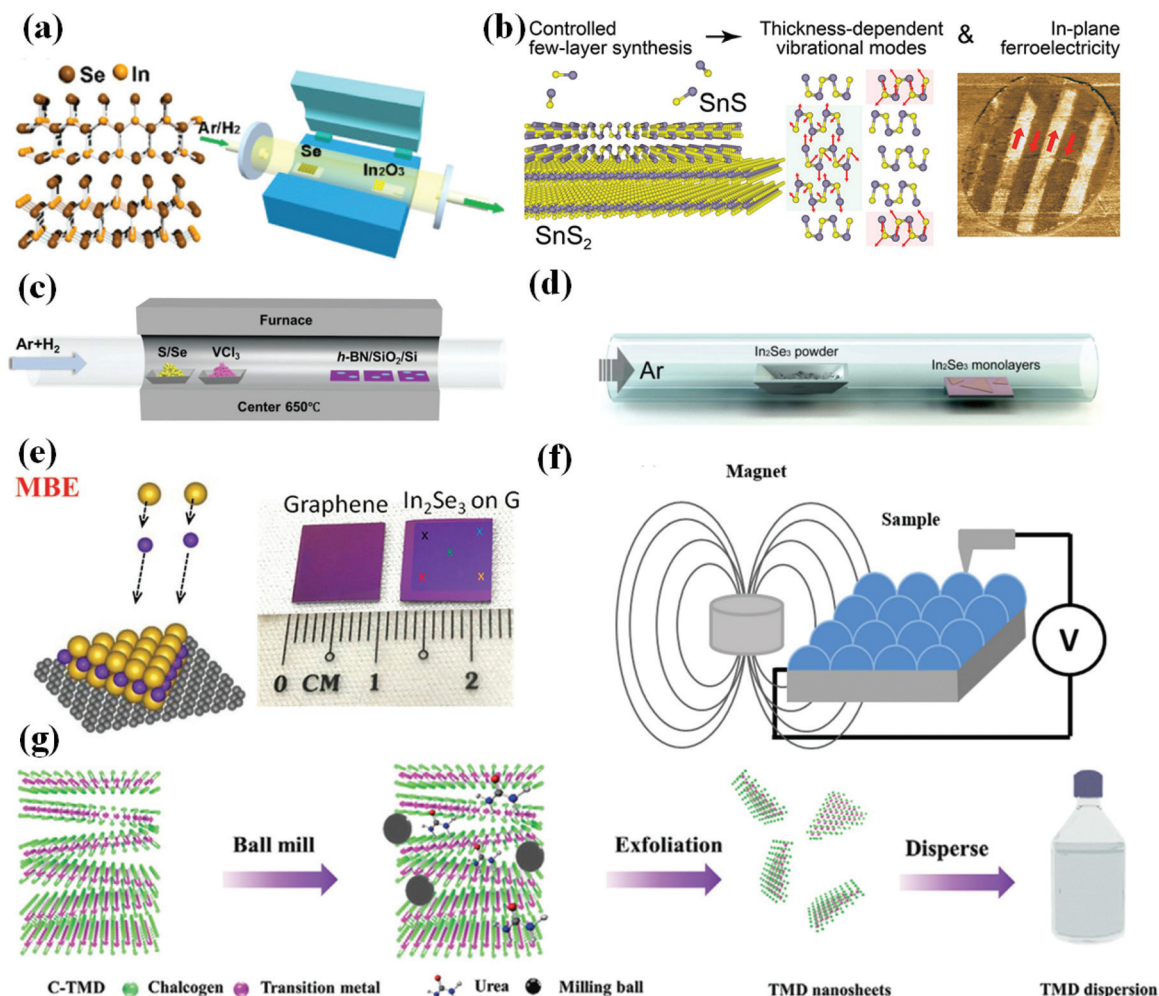 (a)
Se In
Ar/H2
Se
In2O3
(b)
Controlled
few-layer synthesis
Thickness-dependent
vibrational modes
&
In-plane
ferroelectricity
SnS
SnS2
(c)
Furnace
Ar+H2
S/Se
VCl3
h-BN/SiO2/Si
Center 650℃
(d)
In2Se3 powder
In2Se3 monolayers
Ar
(e)
MBE
Graphene
In2Se3 on G
x x
x
x x
0 CM 1 2
(f)
Magnet
Sample
V
(g)
Ball mill
Exfoliation
Disperse
C-TMD Chalcogen Transition metal Urea Milling ball TMD nanosheets TMD dispersion